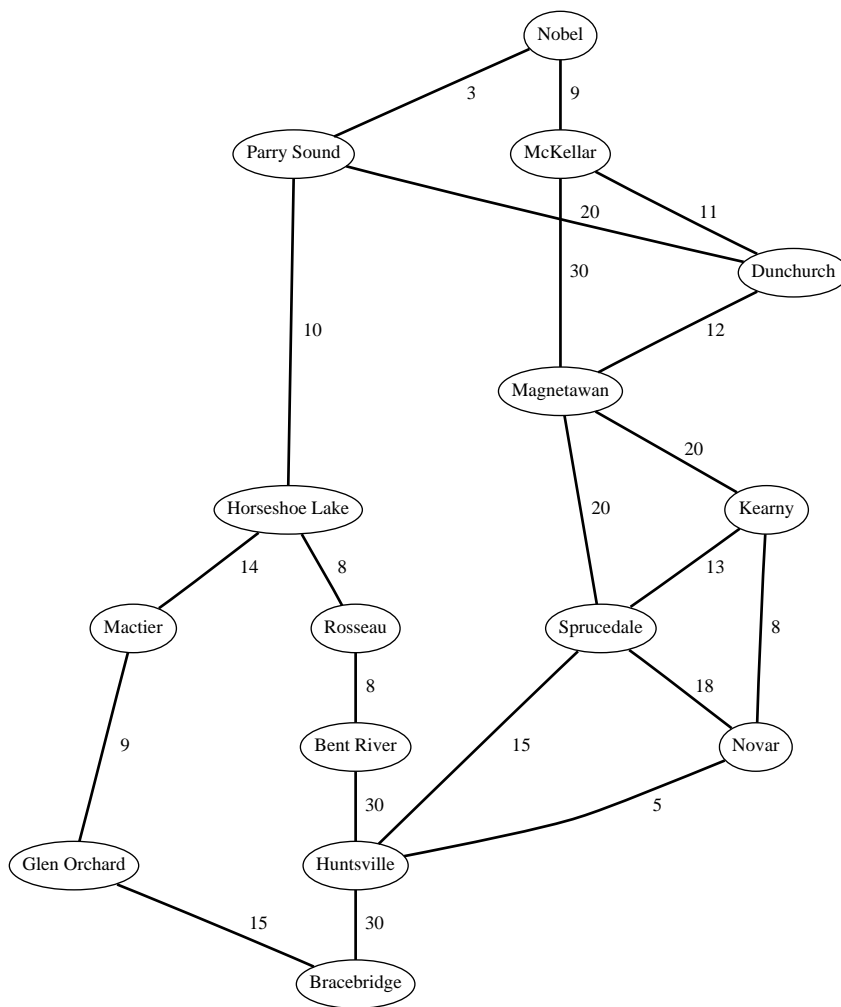 Nobel
3
9
Parry Sound
McKellar
20
11
Dunchurch
30
10
12
Magnetawan
20
Horseshoe Lake
20
Kearny
14
8
13
Mactier
Rosseau
Sprucedale
8
8
18
9
Bent River
15
Novar
30
5
Glen Orchard
Huntsville
15
30
Bracebridge